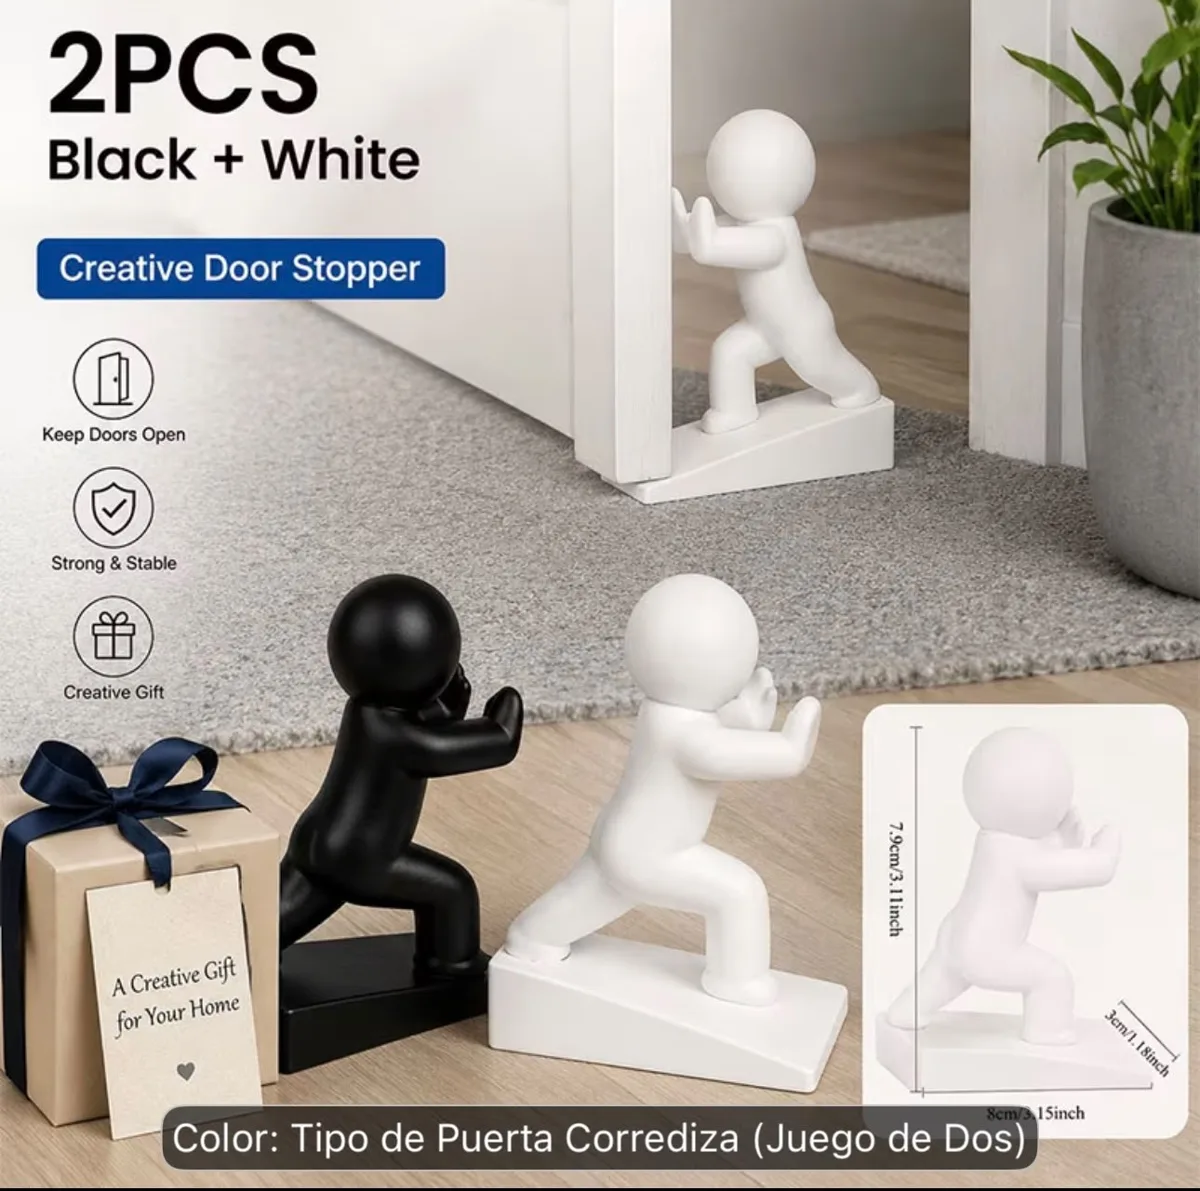 2PCS
Black + White
Creative Door Stopper
Keep Doors Open
Strong & Stable
Creative Gift
A Creative Gift
for Your Home
7.9cm/3.11inch
3cm/1.18inch
8cm/3.15inch
Color: Tipo de Puerta Corrediza (Juego de Dos)